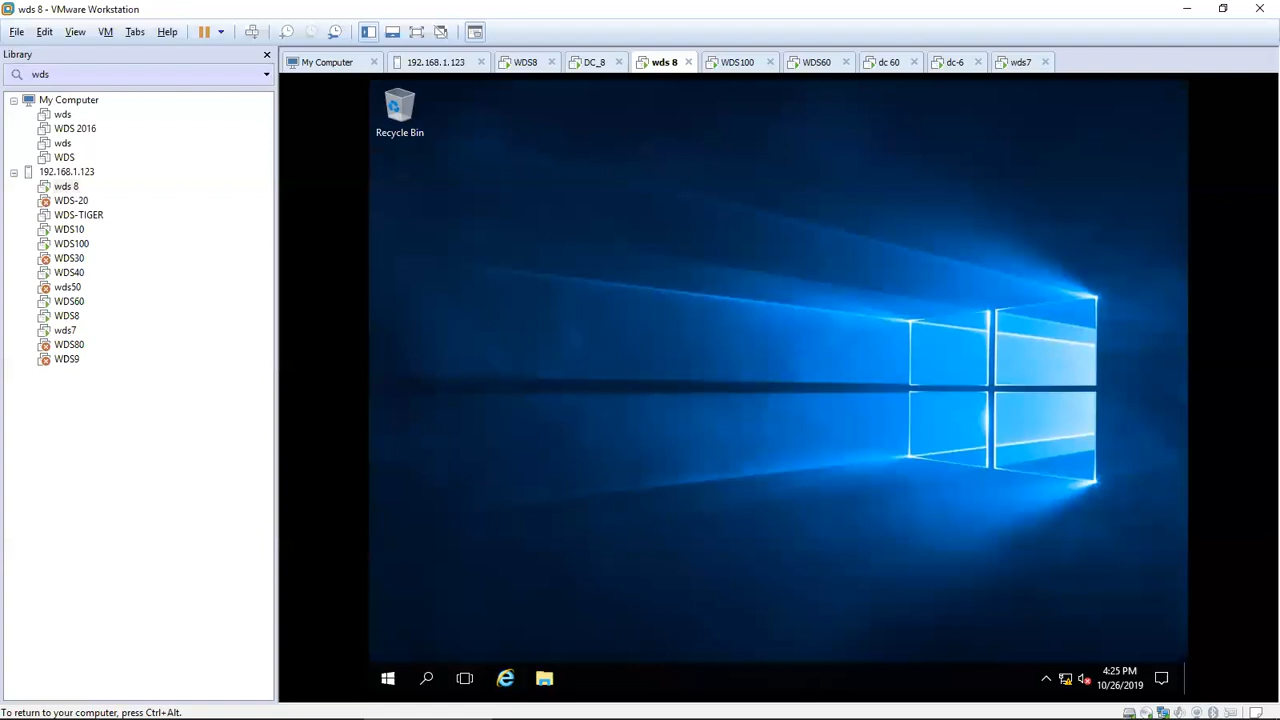 wds 8 - VMware Workstation
File Edit View VM Tabs Help
Library
wds
My Computer 192.168.1.123 WDS8 DC_8 wds 8 WDS100 WDS60 dc 60 dc-6 wds7
My Computer
wds
WDS 2016
wds
WDS
192.168.1.123
wds 8
WDS-20
WDS-TIGER
WDS10
WDS100
WDS30
WDS40
wds50
WDS60
WDS8
wds7
WDS80
WDS9
Recycle Bin
4:25 PM
10/26/2019
To return to your computer, press Ctrl+Alt.